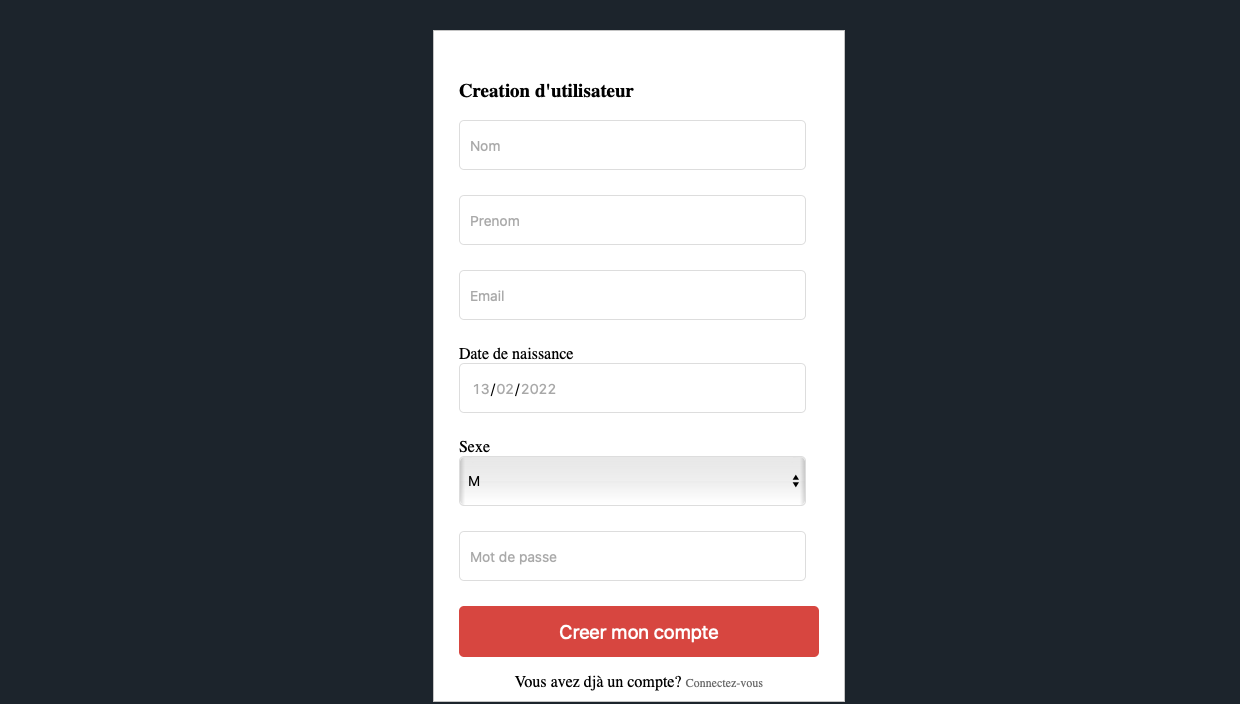 Creation d'utilisateur
Nom
Prenom
Email
Date de naissance
13/02/2022
Sexe
M
Mot de passe
Creer mon compte
Vous avez djà un compte? Connectez-vous